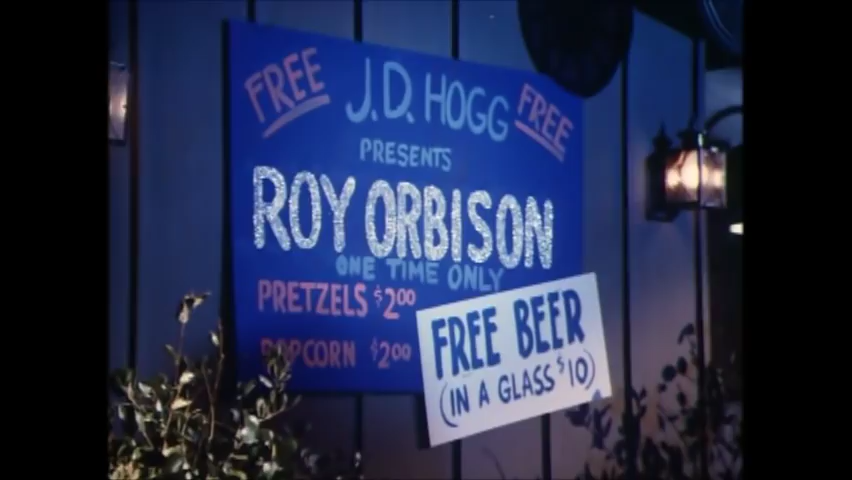 FREE J.D. HOGG FREE
PRESENTS
ROY ORBISON
ONE TIME ONLY
PRETZELS $2.00
POPCORN $2.00
FREE BEER
(IN A GLASS $10)